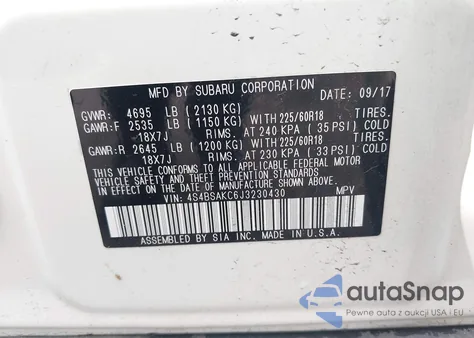 MFD BY SUBARU CORPORATION DATE: 09/17
GVWR: 4695 LB (2130 KG)
GAWR:F 2535 LB (1150 KG) WITH 225/60R18 TIRES.
18X7J RIMS. AT 240 KPA (35 PSI) COLD
GAWR:R 2645 LB (1200 KG) WITH 225/60R18 TIRES.
18X7J RIMS. AT 230 KPA (33 PSI) COLD
THIS VEHICLE CONFORMS TO ALL APPLICABLE FEDERAL MOTOR
VEHICLE SAFETY AND THEFT PREVENTION STANDARDS IN
EFFECT ON THE DATE OF MANUFACTURE SHOWN ABOVE.
VIN: 4S4BSAKC6J3230430 MPV
ASSEMBLED BY SIA INC. MADE IN U.S.A.
autoSnap
Pewne auta z aukcji USA i EU